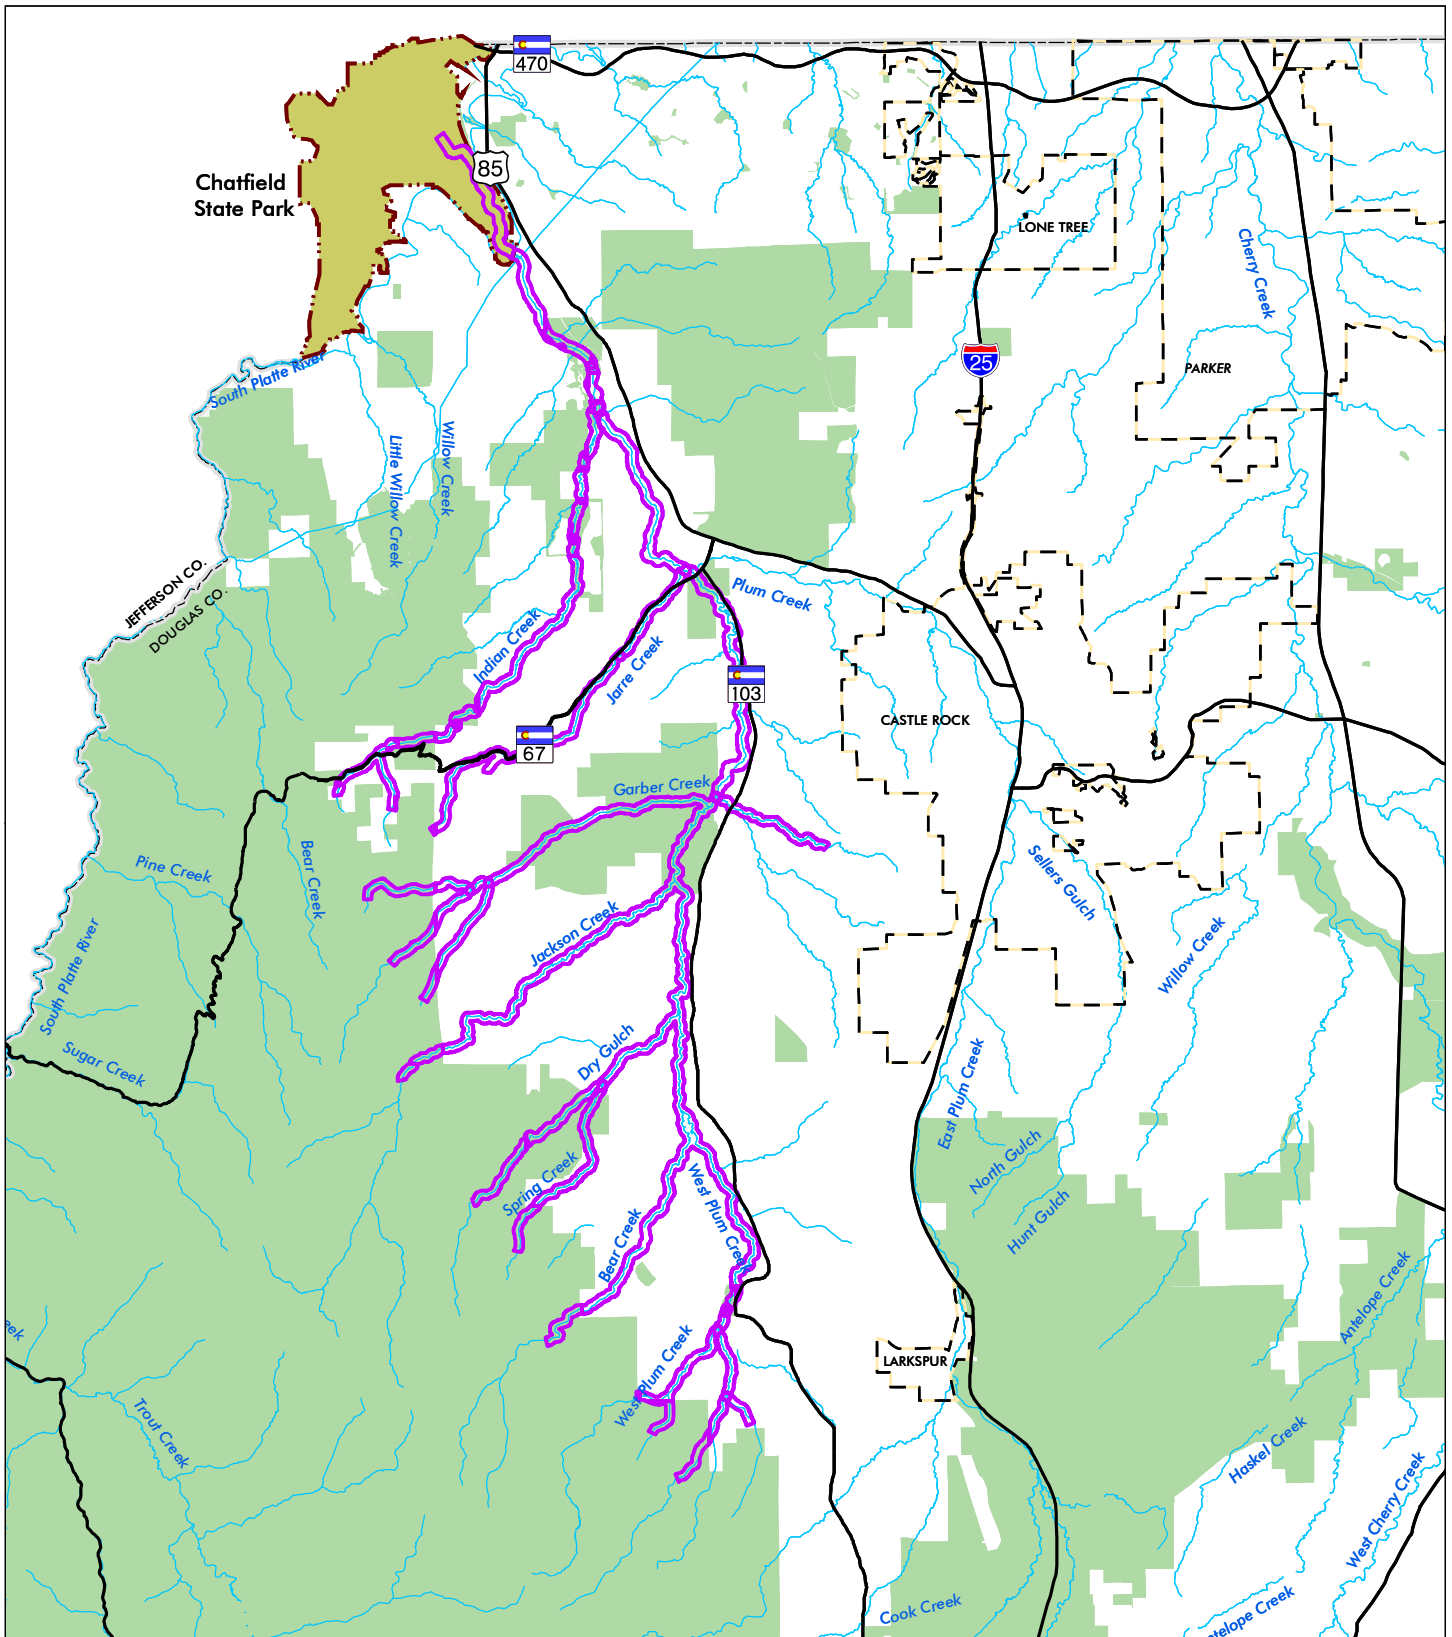 470
85
Chatfield
State Park
LONE TREE
Cherry Creek
25
PARKER
South Platte River
Little Willow Creek
Willow Creek
JEFFERSON CO.
DOUGLAS CO.
Plum Creek
Indian Creek
Jarre Creek
103
CASTLE ROCK
67
Garber Creek
Pine Creek
Bear Creek
Sellers Gulch
Jackson Creek
Willow Creek
South Platte River
Dry Gulch
Sugar Creek
East Plum Creek
North Gulch
Spring Creek
West Plum Creek
Hunt Gulch
Bear Creek
Antelope Creek
eek
West Plum Creek
LARKSPUR
Trout Creek
Haskel Creek
West Cherry Creek
Cook Creek
telope Creek